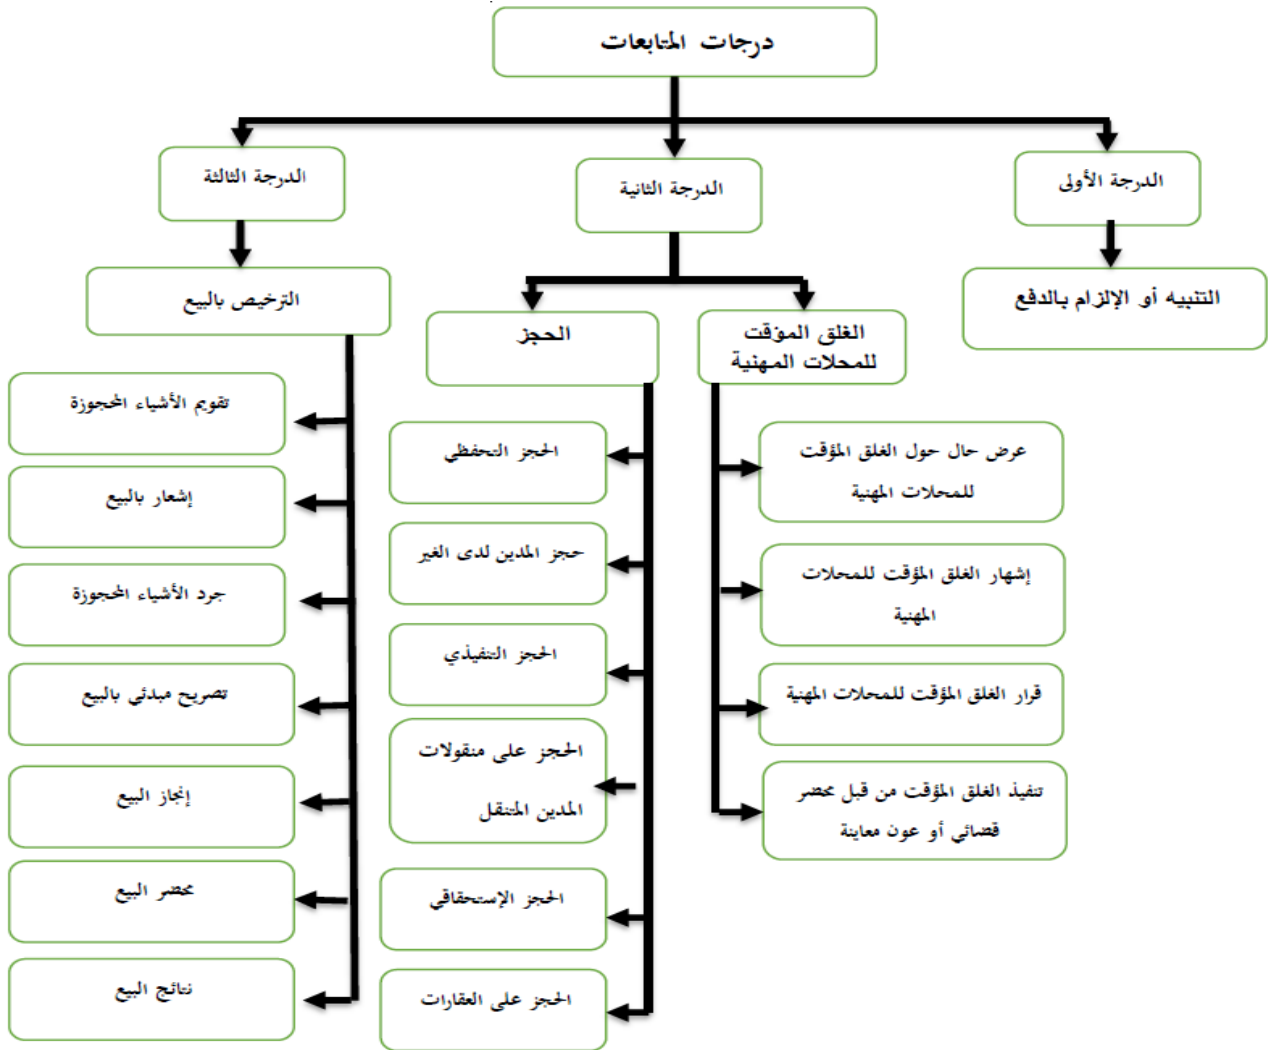 درجات المتابعات
الدرجة الأولى
الدرجة الثانية
الدرجة الثالثة
التنبيه أو الإلزام بالدفع
الغلق المؤقت
للمحلات المهنية
الحجز
الترخيص بالبيع
عرض حال حول الغلق المؤقت
للمحلات المهنية
إشهار الغلق المؤقت للمحلات
المهنية
قرار الغلق المؤقت للمحلات المهنية
تنفيذ الغلق المؤقت من قبل محضر
قضائي أو عون معاينة
الحجز التحفظي
حجز المدين لدى الغير
الحجز التنفيذي
الحجز على منقولات
المدين المتنقل
الحجز الإستحقاقي
الحجز على العقارات
تقويم الأشياء المحجوزة
إشعار بالبيع
جرد الأشياء المحجوزة
تصريح مبدئي بالبيع
إنجاز البيع
محضر البيع
نتائج البيع